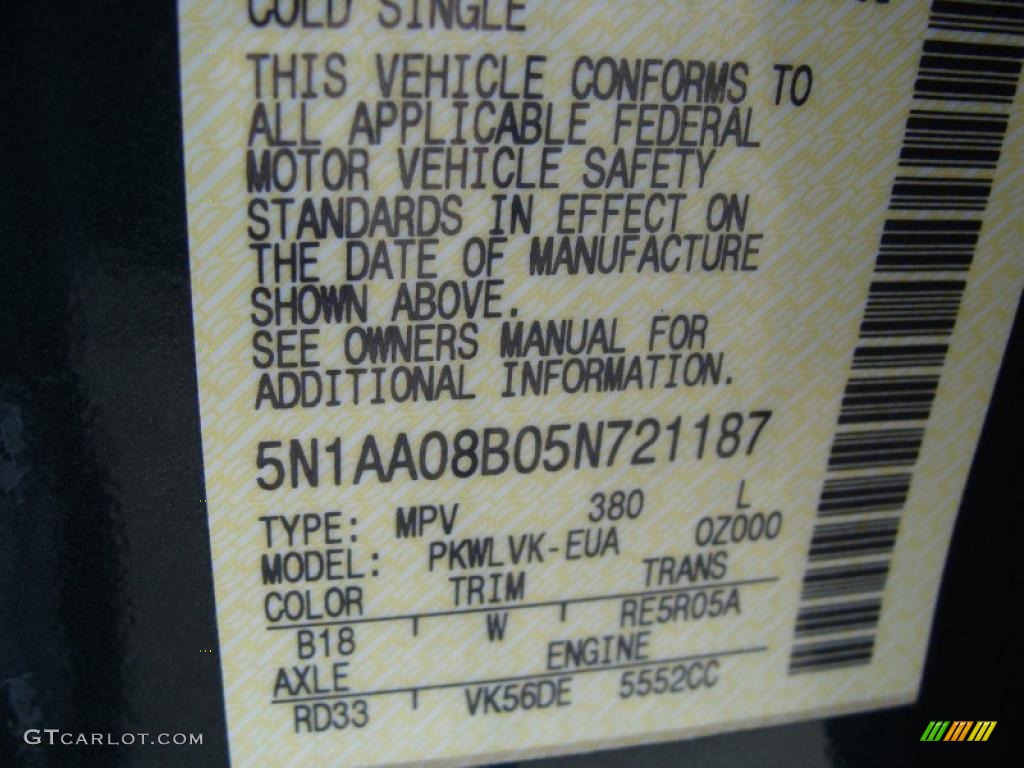 COLD SINGLE
THIS VEHICLE CONFORMS TO
ALL APPLICABLE FEDERAL
MOTOR VEHICLE SAFETY
STANDARDS IN EFFECT ON
THE DATE OF MANUFACTURE
SHOWN ABOVE.
SEE OWNERS MANUAL FOR
ADDITIONAL INFORMATION.
5N1AA08B05N721187
TYPE: MPV 380 L
MODEL: PKWLVK-EUA 0Z000
COLOR TRIM TRANS
B18 W RE5R05A
AXLE ENGINE
RD33 VK56DE 5552CC
GTCARLOT.COM